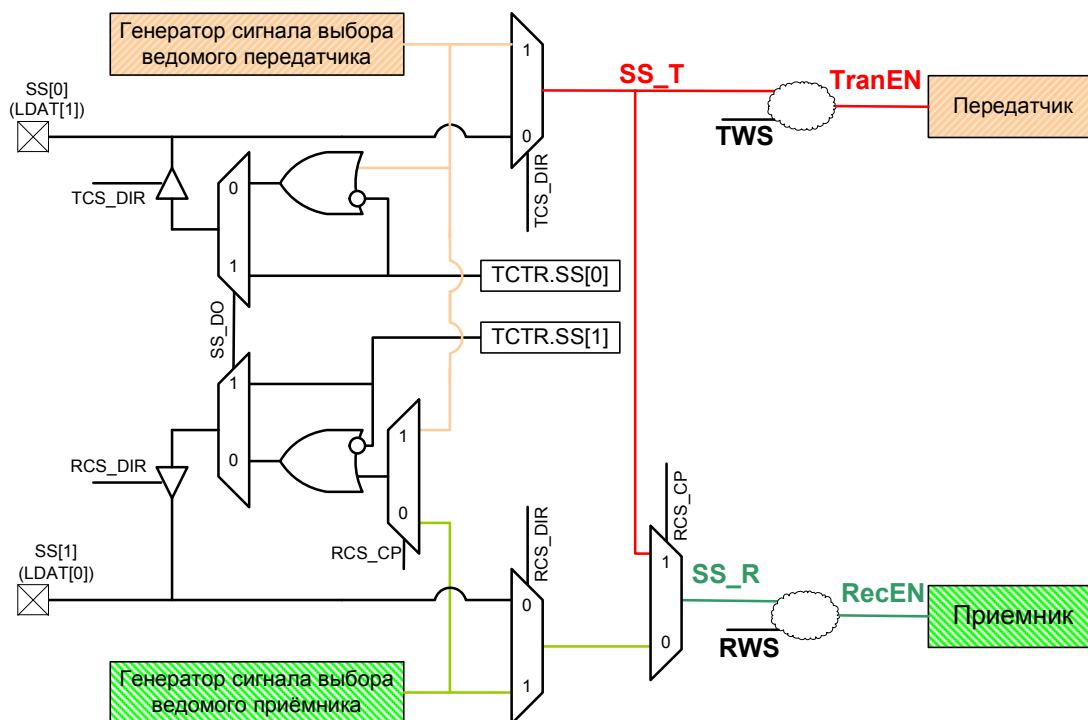 Генератор сигнала выбора
ведомого передатчика
SS[0]
(LDAT[1])
1
0
SS_T
TranEN
Передатчик
TWS
TCS_DIR
TCS_DIR
0
1
TCTR.SS[0]
SS_DO
TCTR.SS[1]
1
0
RCS_DIR
1
0
RCS_CP
RCS_DIR
RCS_CP
SS[1]
(LDAT[0])
0
1
1
0
SS_R
RecEN
Приемник
RWS
Генератор сигнала выбора
ведомого приёмника